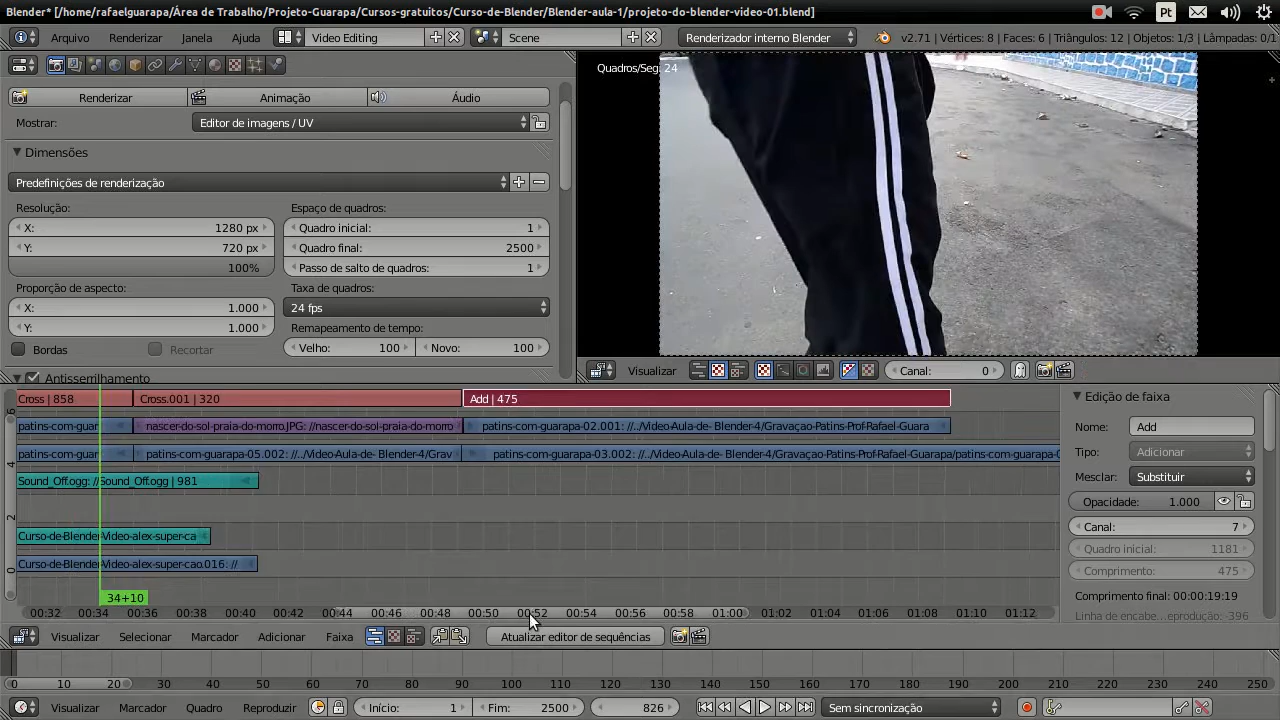 Blender* [/home/rafaelguarapa/Área de Trabalho/Projeto-Guarapa/Cursos-gratuitos/Curso-de-Blender/Blender-aula-1/projeto-do-blender-video-01.blend]
Pt
Arquivo Renderizar Janela Ajuda Video Editing Scene Renderizador interno Blender v2.71 | Vértices: 8 | Faces: 6 | Triângulos: 12 | Objetos: 1/3 | Lâmpadas: 0/1
Quadros/Seg: 24
Renderizar Animação Áudio
Mostrar: Editor de imagens / UV
Dimensões
Predefinições de renderização
Resolução: Espaço de quadros:
X: 1280 px Quadro inicial: 1
Y: 720 px Quadro final: 2500
100% Passo de salto de quadros: 1
Proporção de aspecto: Taxa de quadros:
X: 1.000 24 fps
Y: 1.000 Remapeamento de tempo:
Bordas Recortar Velho: 100 Novo: 100
Visualizar Canal: 0
Antisserrilhamento
Cross | 858 Cross.001 | 320 Add | 475
patins-com-guar nascer-do-sol-praia-do-morro.JPG: //nascer-do-sol-praia-do-morro patins-com-guarapa-02.001: //../Video-Aula-de- Blender-4/Gravaçao-Patins-Prof-Rafael-Guara
patins-com-guar patins-com-guarapa-05.002: //../Video-Aula-de- Blender-4/Grav patins-com-guarapa-03.002: //../Video-Aula-de- Blender-4/Gravaçao-Patins-Prof-Rafael-Guarapa/patins-com-guarapa-0
Sound_Off.ogg: //Sound_Off.ogg | 981
Curso-de-Blender-Video-alex-super-ca
Curso-de-Blender-Video-alex-super-cao.016: //
6
4
2
0
34+10
00:32 00:34 00:36 00:38 00:40 00:42 00:44 00:46 00:48 00:50 00:52 00:54 00:56 00:58 01:00 01:02 01:04 01:06 01:08 01:10 01:12
Edição de faixa
Nome: Add
Tipo: Adicionar
Mesclar: Substituir
Opacidade: 1.000
Canal: 7
Quadro inicial: 1181
Comprimento: 475
Comprimento final: 00:00:19:19
Linha de encabe...eprodução: -396
Visualizar Selecionar Marcador Adicionar Faixa Atualizar editor de sequências
0 10 20 30 40 50 60 70 80 90 100 110 120 130 140 150 160 170 180 190 200 210 220 230 240 250
Visualizar Marcador Quadro Reproduzir Início: 1 Fim: 2500 826 Sem sincronização